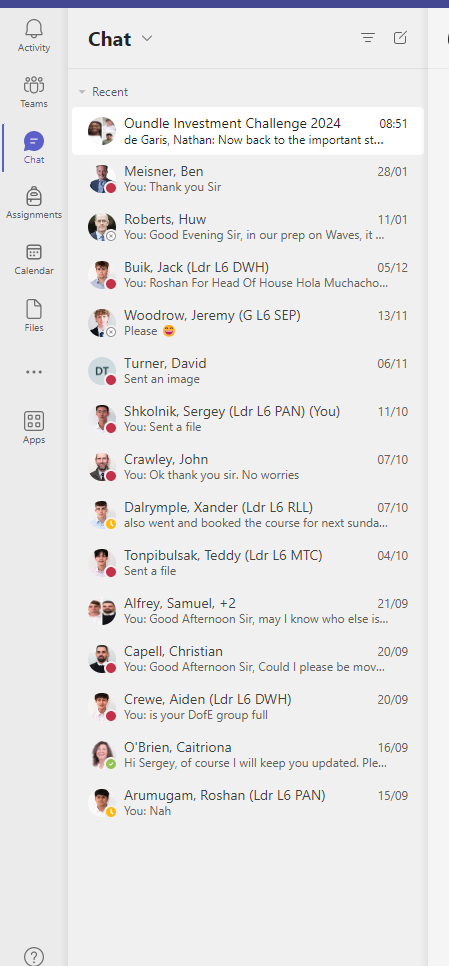 Chat
Activity
Recent
Teams
Oundle Investment Challenge 2024 08:51
de Garis, Nathan: Now back to the important st...
Chat
Meisner, Ben 28/01
You: Thank you Sir
Assignments
Roberts, Huw 11/01
You: Good Evening Sir, in our prep on Waves, it ...
Calendar
Buik, Jack (Ldr L6 DWH) 05/12
You: Roshan For Head Of House Hola Muchacho...
Files
Woodrow, Jeremy (G L6 SEP) 13/11
Please 😄
DT
Turner, David 06/11
Sent an image
Apps
Shkolnik, Sergey (Ldr L6 PAN) (You) 11/10
You: Sent a file
Crawley, John 07/10
You: Ok thank you sir. No worries
Dalrymple, Xander (Ldr L6 RLL) 07/10
also went and booked the course for next sunda...
Tonpibulsak, Teddy (Ldr L6 MTC) 04/10
Sent a file
Alfrey, Samuel, +2 21/09
You: Good Afternoon Sir, may I know who else is...
Capell, Christian 20/09
You: Good Afternoon Sir, Could I please be mov...
Crewe, Aiden (Ldr L6 DWH) 20/09
You: is your DofE group full
O'Brien, Caitriona 16/09
Hi Sergey, of course I will keep you updated. Ple...
Arumugam, Roshan (Ldr L6 PAN) 15/09
You: Nah